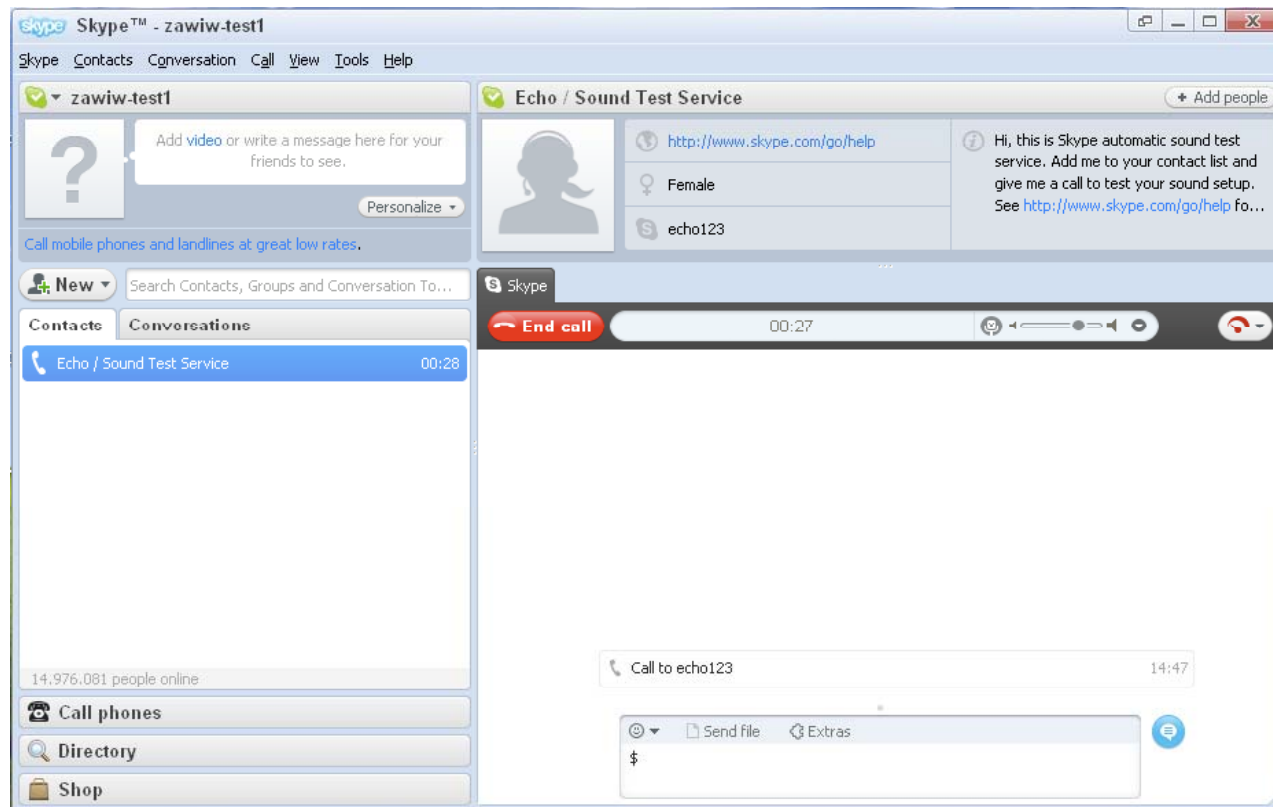 skype Skype™ - zawiw-test1
Skype Contacts Conversation Call View Tools Help
zawiw-test1
Add video or write a message here for your
friends to see.
Personalize
Call mobile phones and landlines at great low rates.
New
Search Contacts, Groups and Conversation To...
Contacts Conversations
Echo / Sound Test Service 00:28
14.976.081 people online
Call phones
Directory
Shop
Echo / Sound Test Service
+ Add people
http://www.skype.com/go/help
Female
echo123
Hi, this is Skype automatic sound test
service. Add me to your contact list and
give me a call to test your sound setup.
See http://www.skype.com/go/help fo...
Skype
End call 00:27
Call to echo123 14:47
Send file Extras
$